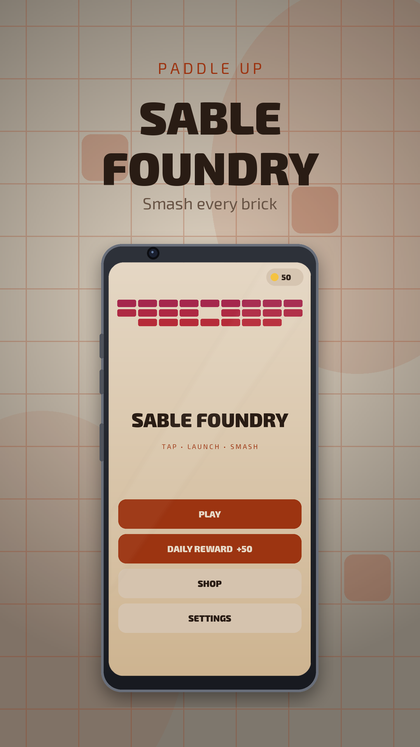 PADDLE UP
SABLE
FOUNDRY
Smash every brick
50
SABLE FOUNDRY
TAP • LAUNCH • SMASH
PLAY
DAILY REWARD +50
SHOP
SETTINGS